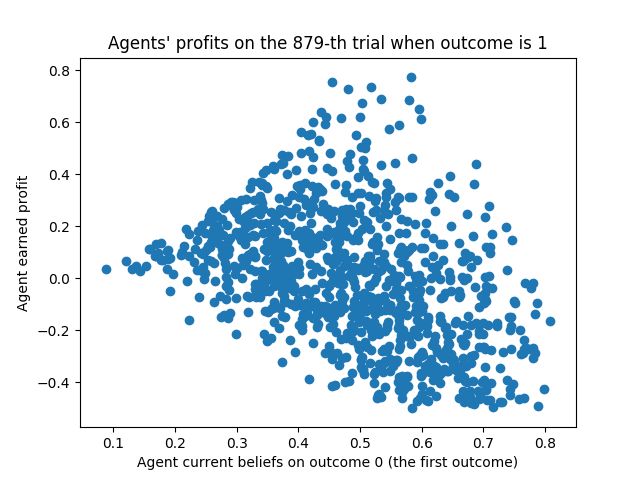 Agents' profits on the 879-th trial when outcome is 1
0.8
0.6
0.4
0.2
0.0
−0.2
−0.4
Agent earned profit
0.1 0.2 0.3 0.4 0.5 0.6 0.7 0.8
Agent current beliefs on outcome 0 (the first outcome)